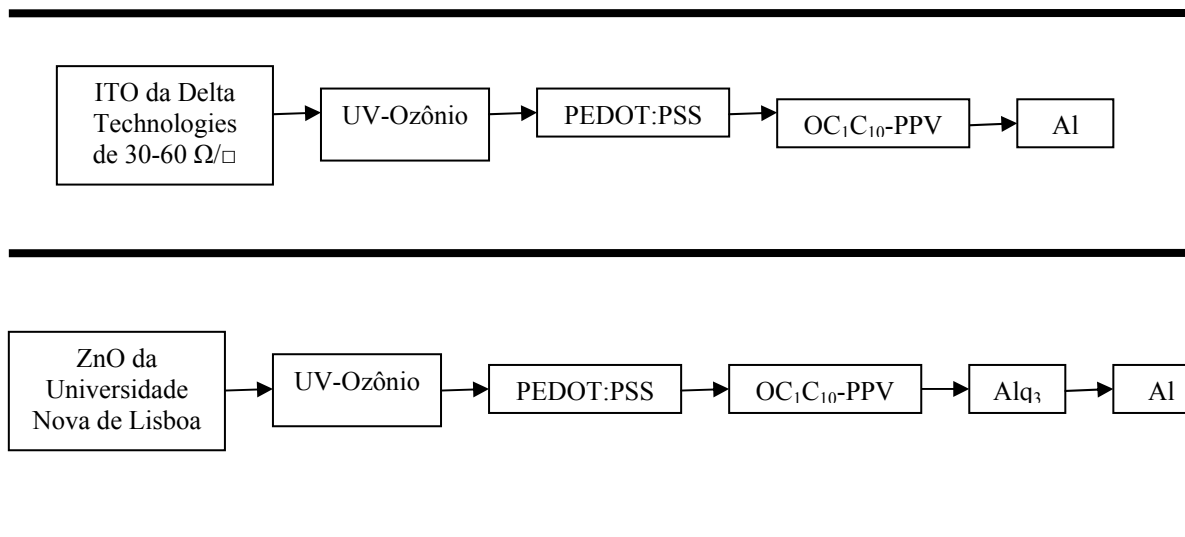 ITO da Delta
Technologies
de 30-60 Ω/□
UV-Ozônio
PEDOT:PSS
OC₁C₁₀-PPV
Al
ZnO da
Universidade
Nova de Lisboa
UV-Ozônio
PEDOT:PSS
OC₁C₁₀-PPV
Alq₃
Al